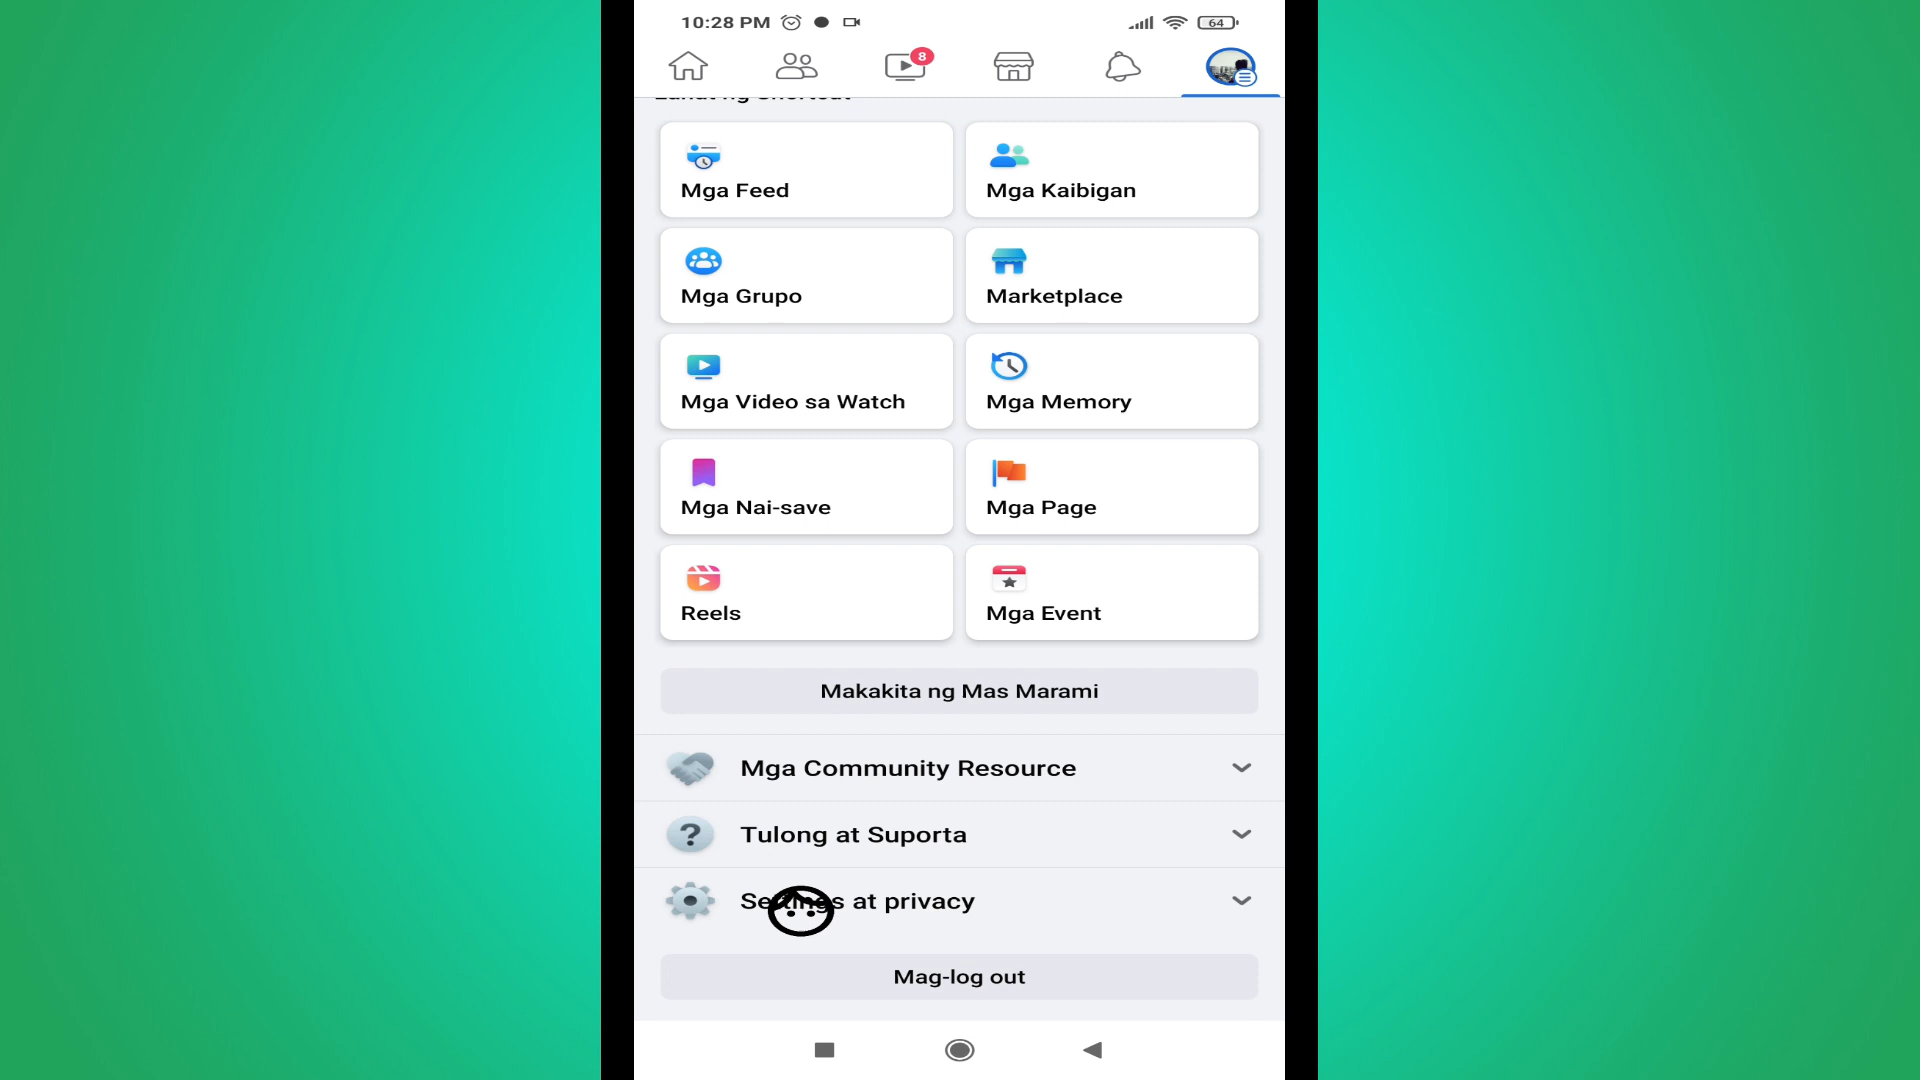 10:28 PM
64
8
Lahat ng Shortcut
Mga Feed
Mga Kaibigan
Mga Grupo
Marketplace
Mga Video sa Watch
Mga Memory
Mga Nai-save
Mga Page
Reels
Mga Event
Makakita ng Mas Marami
Mga Community Resource
Tulong at Suporta
Settings at privacy
Mag-log out